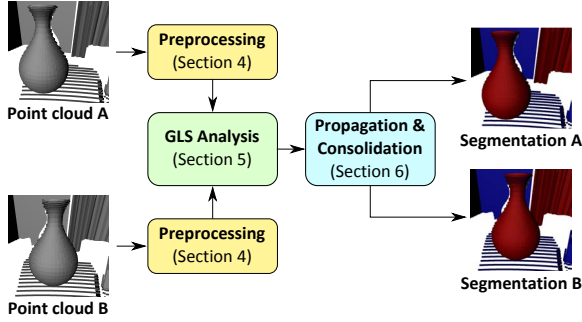 Preprocessing
(Section 4)
Point cloud A
GLS Analysis
(Section 5)
Propagation &
Consolidation
(Section 6)
Segmentation A
Preprocessing
(Section 4)
Point cloud B
Segmentation B